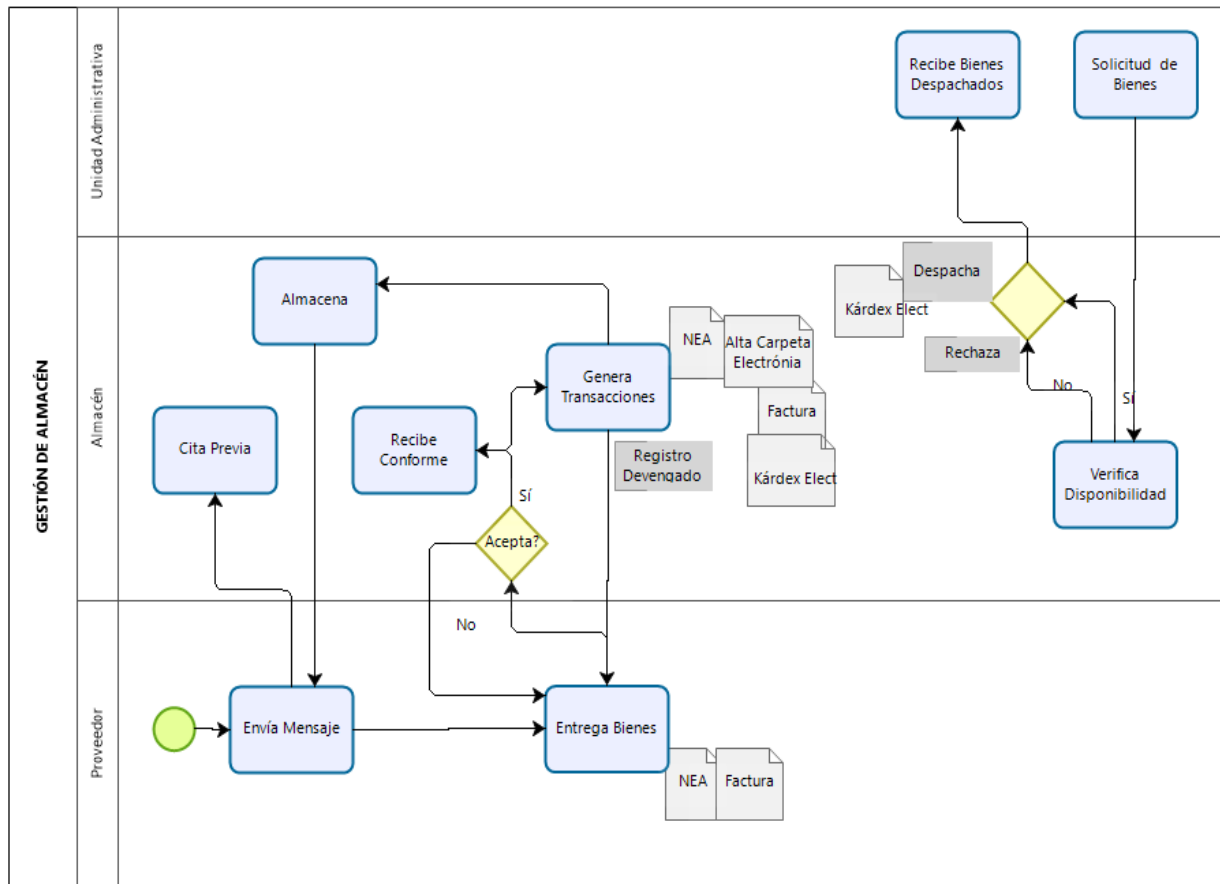 GESTIÓN DE ALMACÉN
Unidad Administrativa
Recibe Bienes
Despachados
Solicitud de
Bienes
Almacén
Almacena
Cita Previa
Recibe
Conforme
Genera
Transacciones
NEA
Alta Carpeta
Electrónia
Factura
Kárdex Elect
Registro
Devengado
Sí
Acepta?
No
Kárdex Elect
Despacha
Rechaza
No
Sí
Verifica
Disponibilidad
Proveedor
Envía Mensaje
Entrega Bienes
NEA
Factura